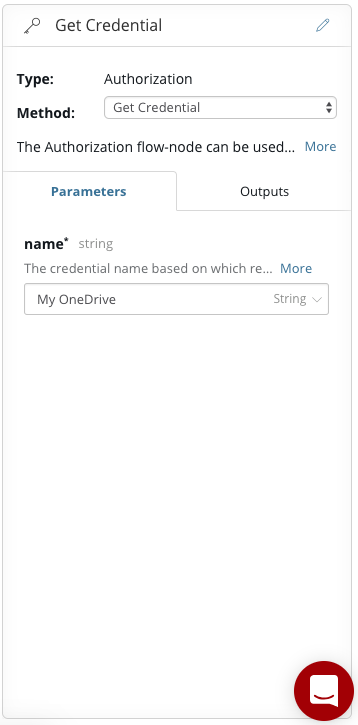 Get Credential
Type: Authorization
Method: Get Credential
The Authorization flow-node can be used... More
Parameters Outputs
name* string
The credential name based on which re... More
My OneDrive String